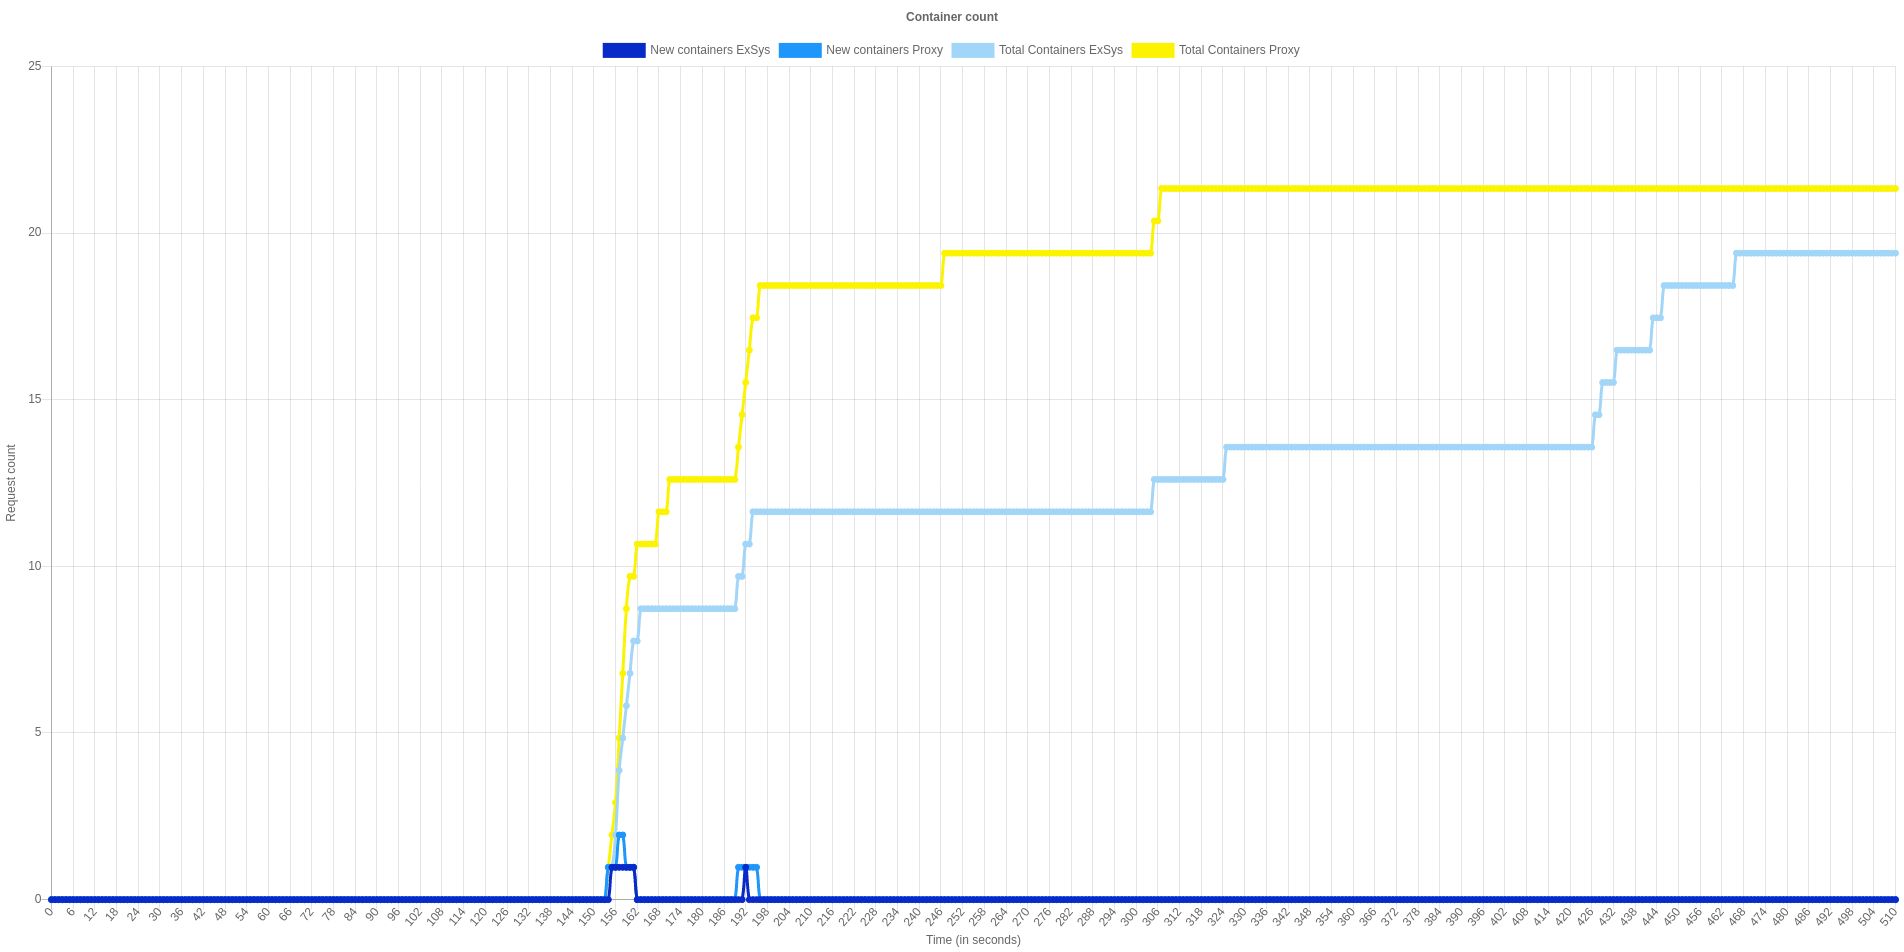 Container count
New containers ExSys New containers Proxy Total Containers ExSys Total Containers Proxy
25
20
15
10
5
0
Request count
0 6 12 18 24 30 36 42 48 54 60 66 72 78 84 90 96 102 108 114 120 126 132 138 144 150 156 162 168 174 180 186 192 198 204 210 216 222 228 234 240 246 252 258 264 270 276 282 288 294 300 306 312 318 324 330 336 342 348 354 360 366 372 378 384 390 396 402 408 414 420 426 432 438 444 450 456 462 468 474 480 486 492 498 504 510
Time (in seconds)